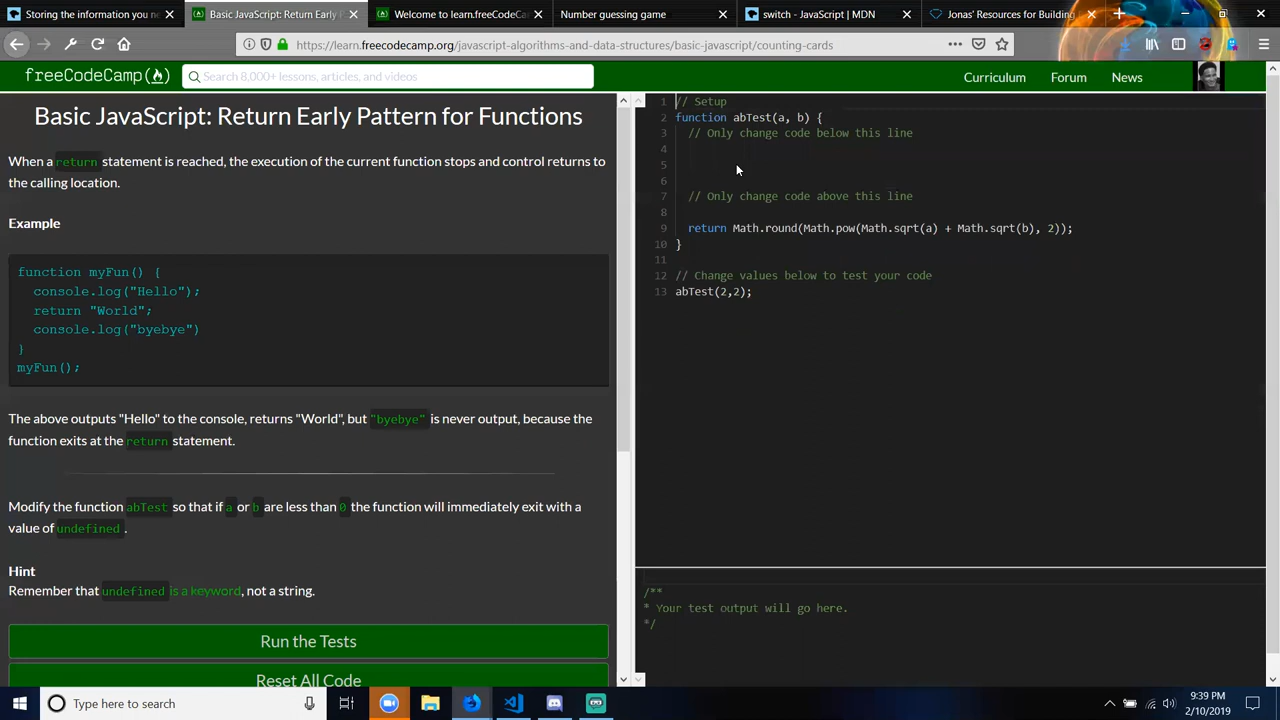 Storing the information you ne
Basic JavaScript: Return Early P
Welcome to learn.freeCodeCa
Number guessing game
switch - JavaScript | MDN
Jonas' Resources for Building
https://learn.freecodecamp.org/javascript-algorithms-and-data-structures/basic-javascript/counting-cards
freeCodeCamp
Search 8,000+ lessons, articles, and videos
Curriculum
Forum
News
Basic JavaScript: Return Early Pattern for Functions
When a return statement is reached, the execution of the current function stops and control returns to
the calling location.
Example
function myFun() {
console.log("Hello");
return "World";
console.log("byebye")
}
myFun();
The above outputs "Hello" to the console, returns "World", but "byebye" is never output, because the
function exits at the return statement.
Modify the function abTest so that if a or b are less than 0 the function will immediately exit with a
value of undefined.
Hint
Remember that undefined is a keyword, not a string.
Run the Tests
Reset All Code
1 // Setup
2 function abTest(a, b) {
3 // Only change code below this line
4
5
6
7 // Only change code above this line
8
9 return Math.round(Math.pow(Math.sqrt(a) + Math.sqrt(b), 2));
10 }
11
12 // Change values below to test your code
13 abTest(2,2);
/**
* Your test output will go here.
*/
Type here to search
9:39 PM
2/10/2019